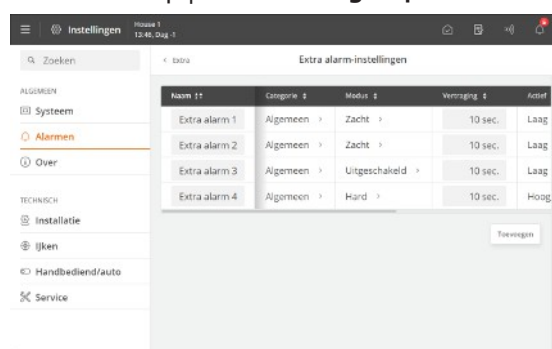 Instellingen
House 1
13:46, Dag -1
Zoeken
ALGEMEEN
Systeem
Alarmen
Over
TECHNISCH
Installatie
IJken
Handbediend/auto
Service
Extra
Extra alarm-instellingen
Naam Categorie Modus Vertraging Actief
Extra alarm 1 Algemeen Zacht 10 sec. Laag
Extra alarm 2 Algemeen Zacht 10 sec. Laag
Extra alarm 3 Algemeen Uitgeschakeld 10 sec. Laag
Extra alarm 4 Algemeen Hard 10 sec. Hoog
Toevoegen